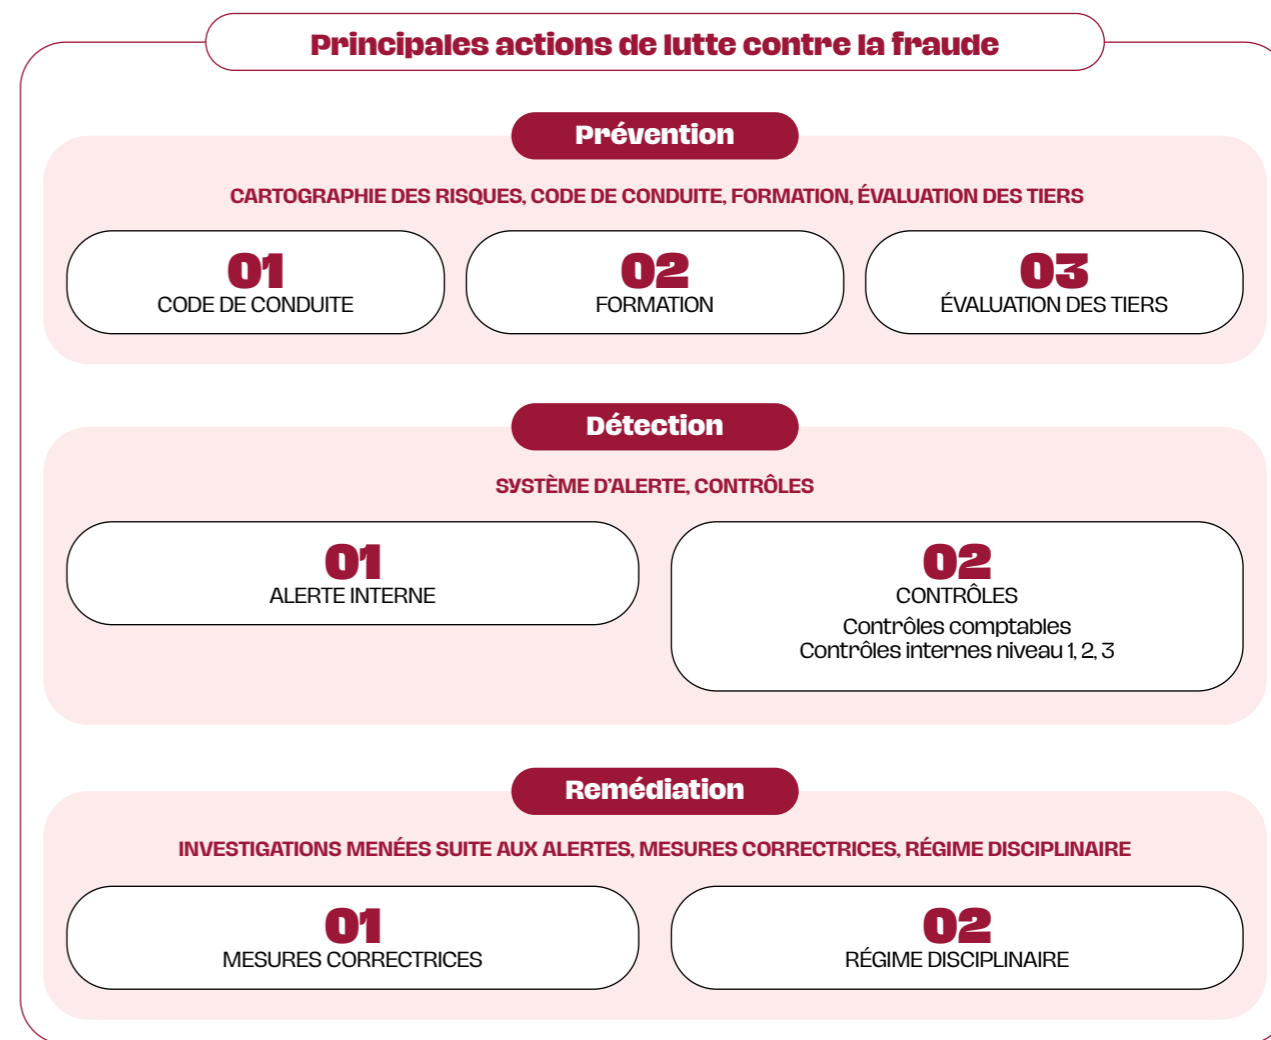 Principales actions de lutte contre la fraude
Prévention
CARTOGRAPHIE DES RISQUES, CODE DE CONDUITE, FORMATION, ÉVALUATION DES TIERS
01
CODE DE CONDUITE
02
FORMATION
03
ÉVALUATION DES TIERS
Détection
SYSTÈME D'ALERTE, CONTRÔLES
01
ALERTE INTERNE
02
CONTRÔLES
Contrôles comptables
Contrôles internes niveau 1, 2, 3
Remédiation
INVESTIGATIONS MENÉES SUITE AUX ALERTES, MESURES CORRECTRICES, RÉGIME DISCIPLINAIRE
01
MESURES CORRECTRICES
02
RÉGIME DISCIPLINAIRE